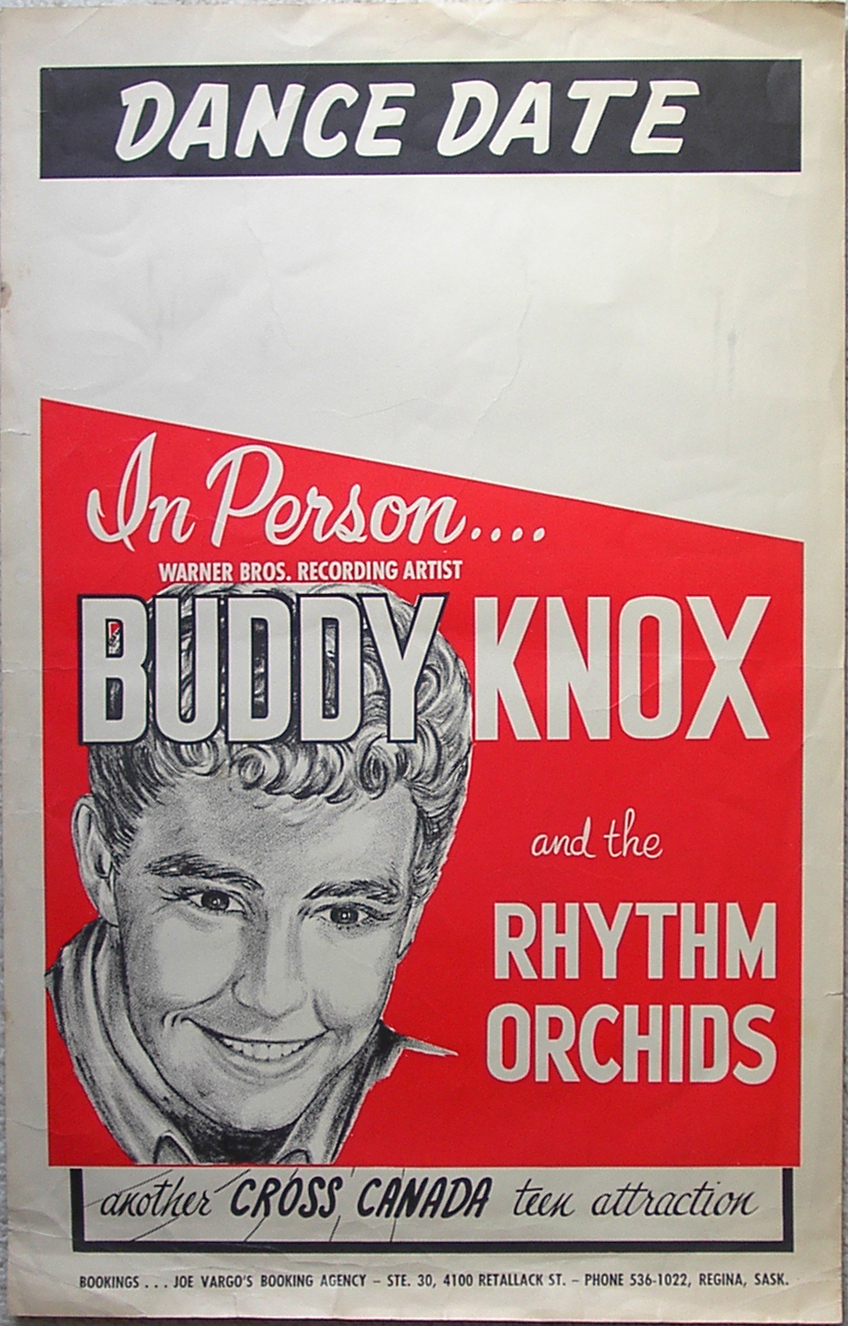 DANCE DATE
In Person....
WARNER BROS. RECORDING ARTIST
BUDDY KNOX
and the
RHYTHM
ORCHIDS
another CROSS CANADA teen attraction
BOOKINGS . . . JOE VARGO'S BOOKING AGENCY – STE. 30, 4100 RETALLACK ST. – PHONE 536-1022, REGINA, SASK.